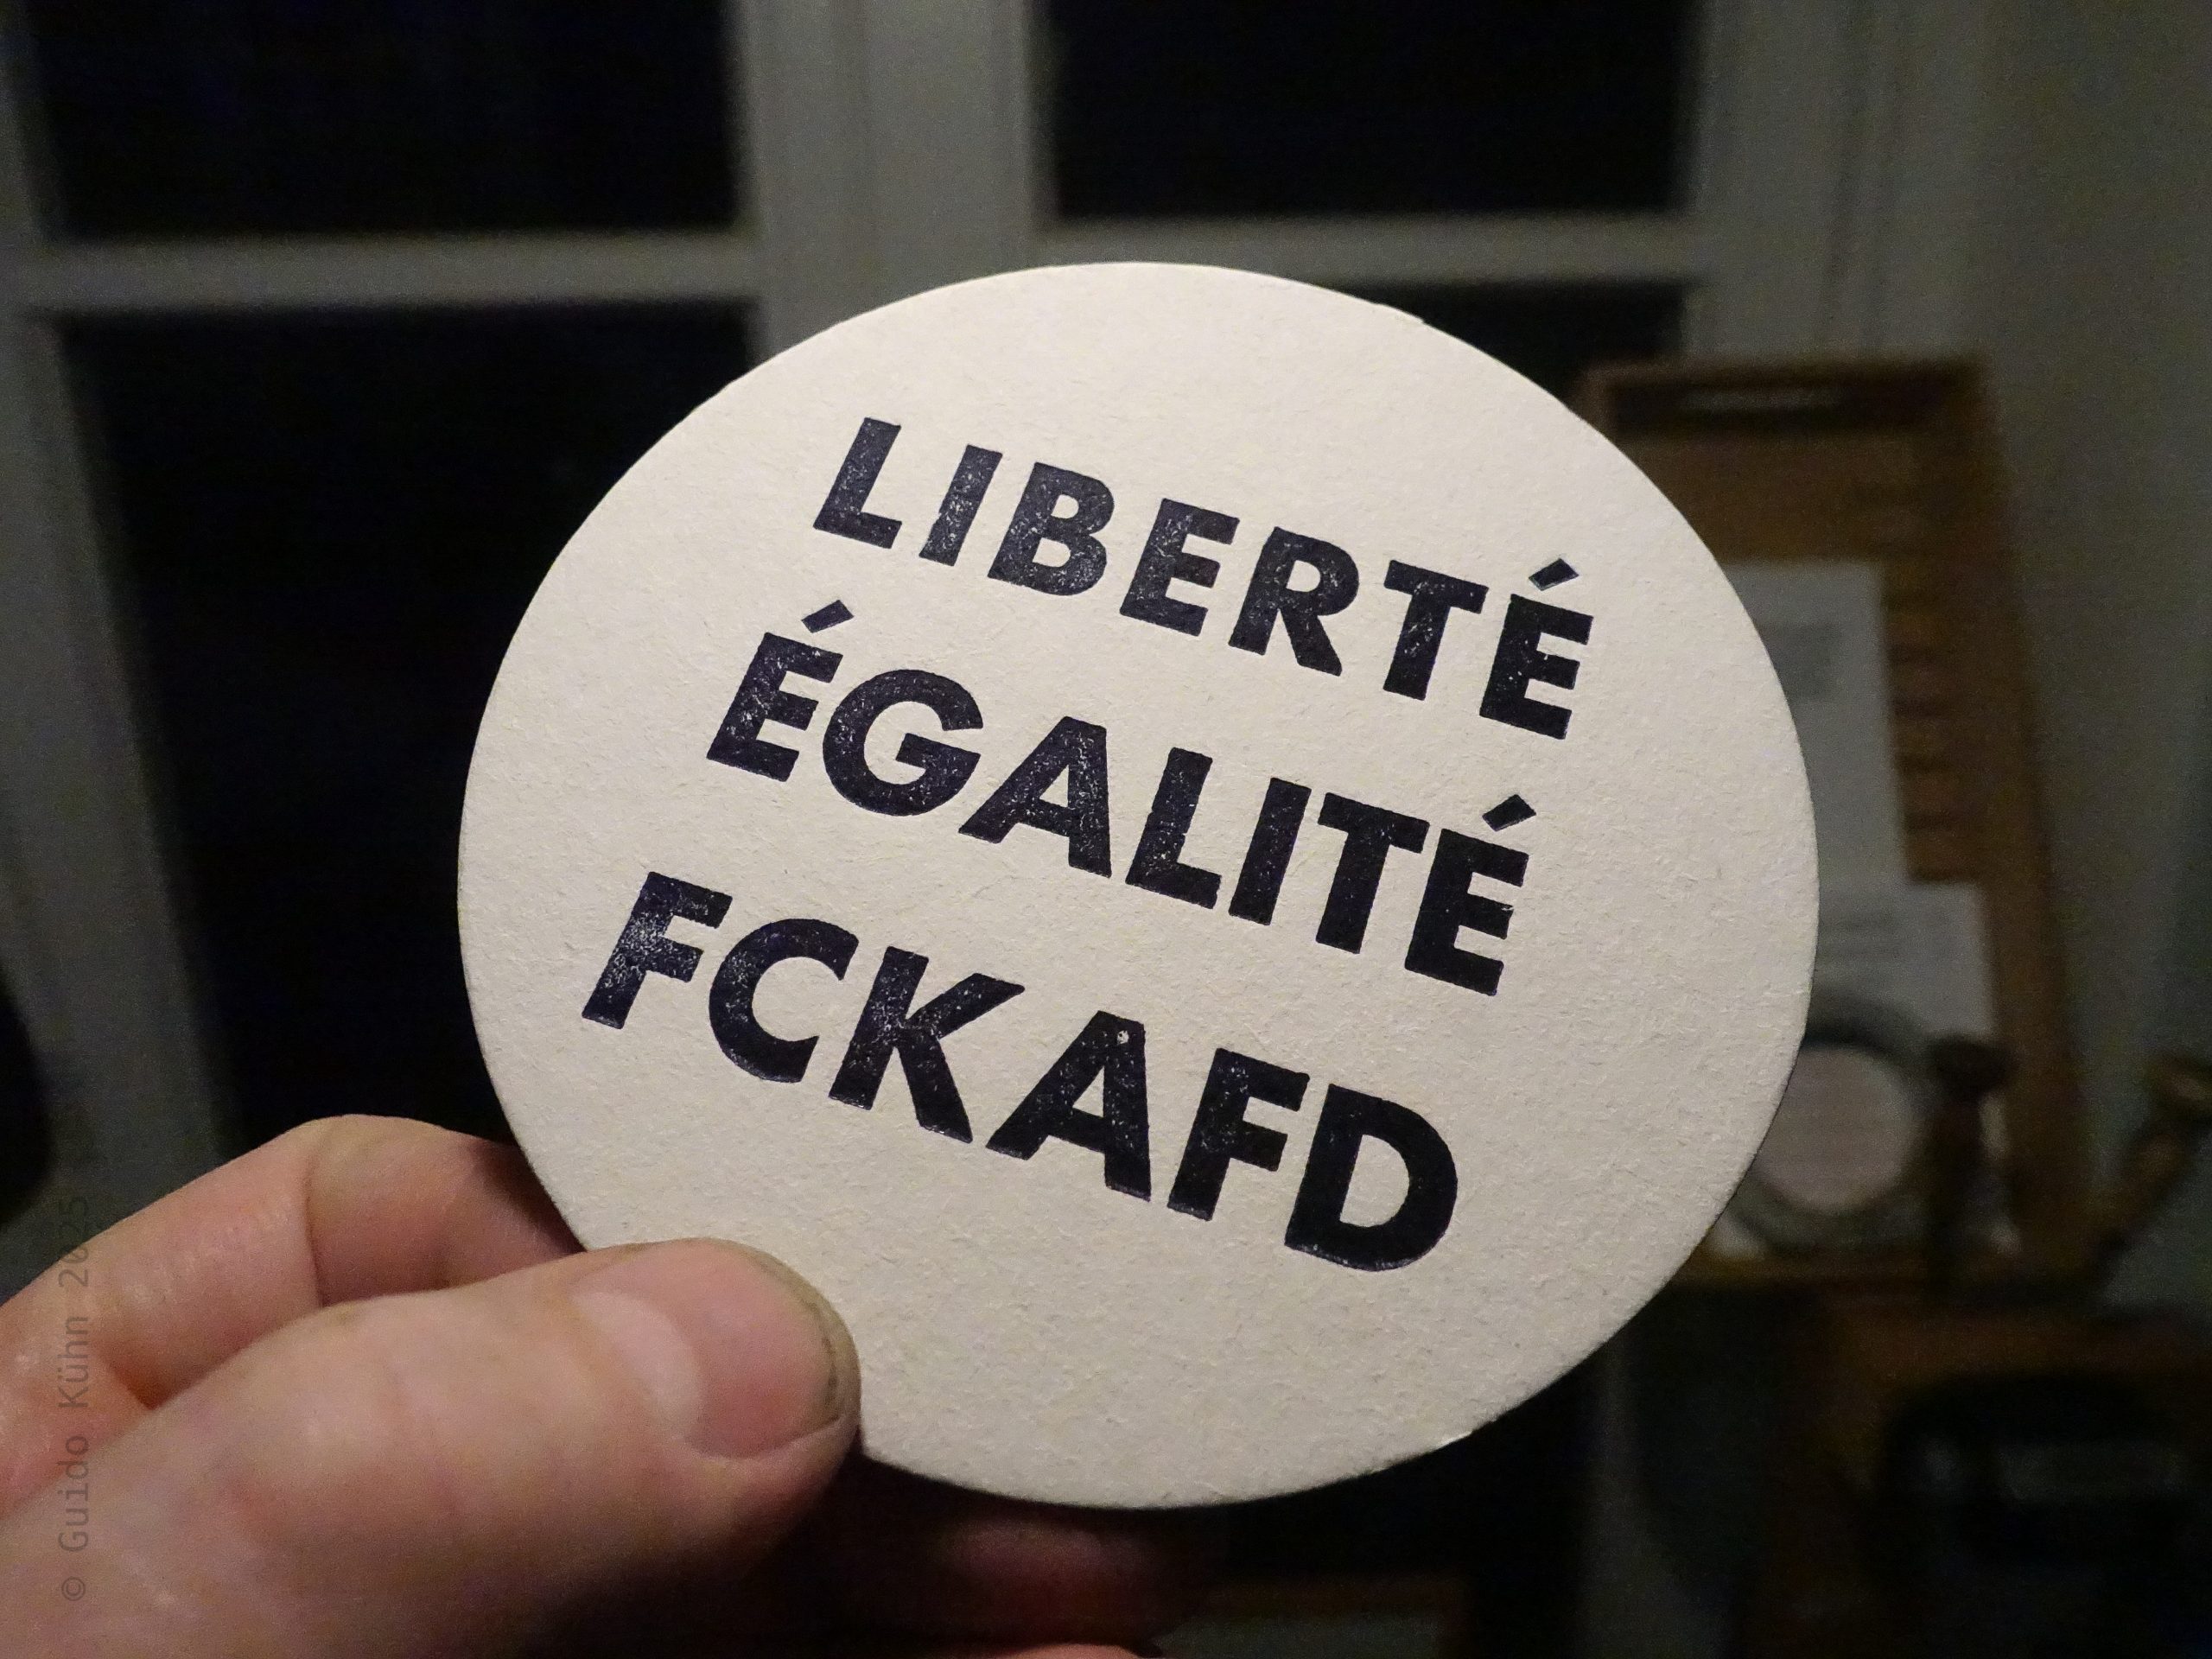 LIBERTÉ
ÉGALITÉ
FCKAFD
© Guido Kühn 2025